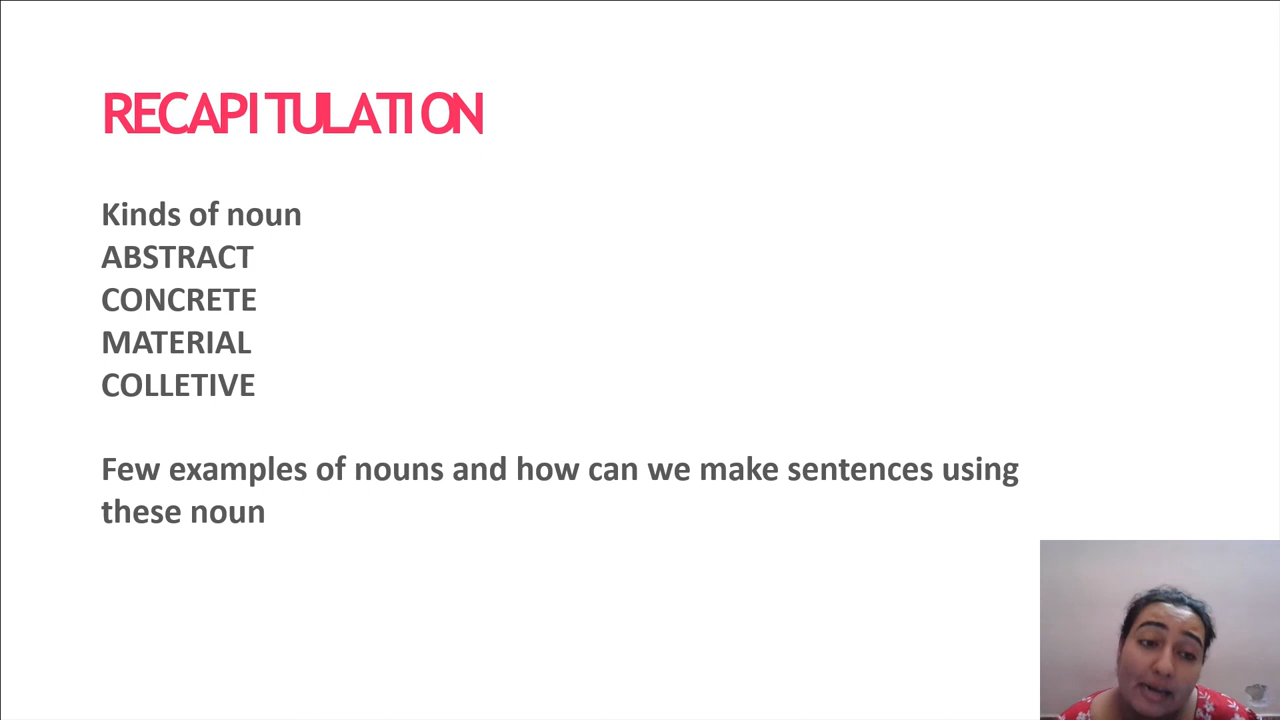 RECAPITULATION
Kinds of noun
ABSTRACT
CONCRETE
MATERIAL
COLLETIVE
Few examples of nouns and how can we make sentences using
these noun